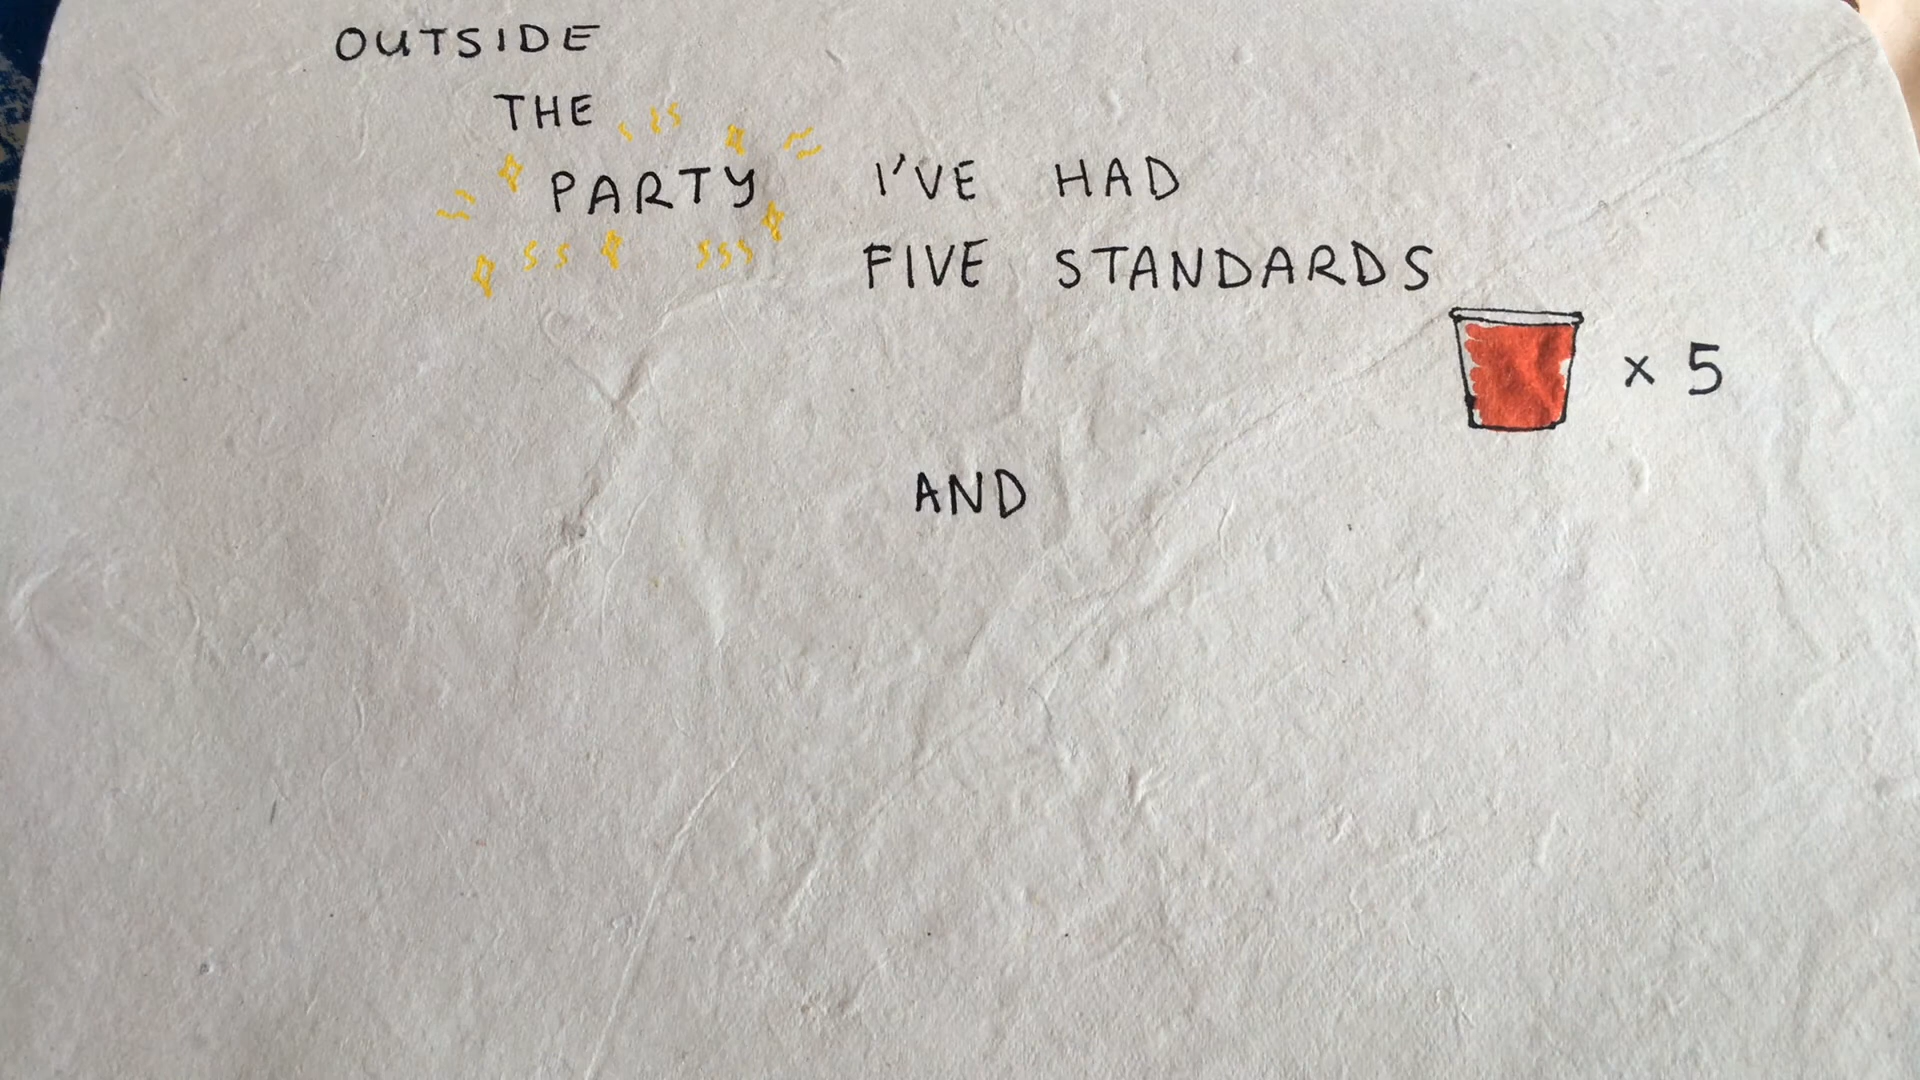 OUTSIDE
THE
PARTY
I'VE HAD
FIVE STANDARDS
x 5
AND